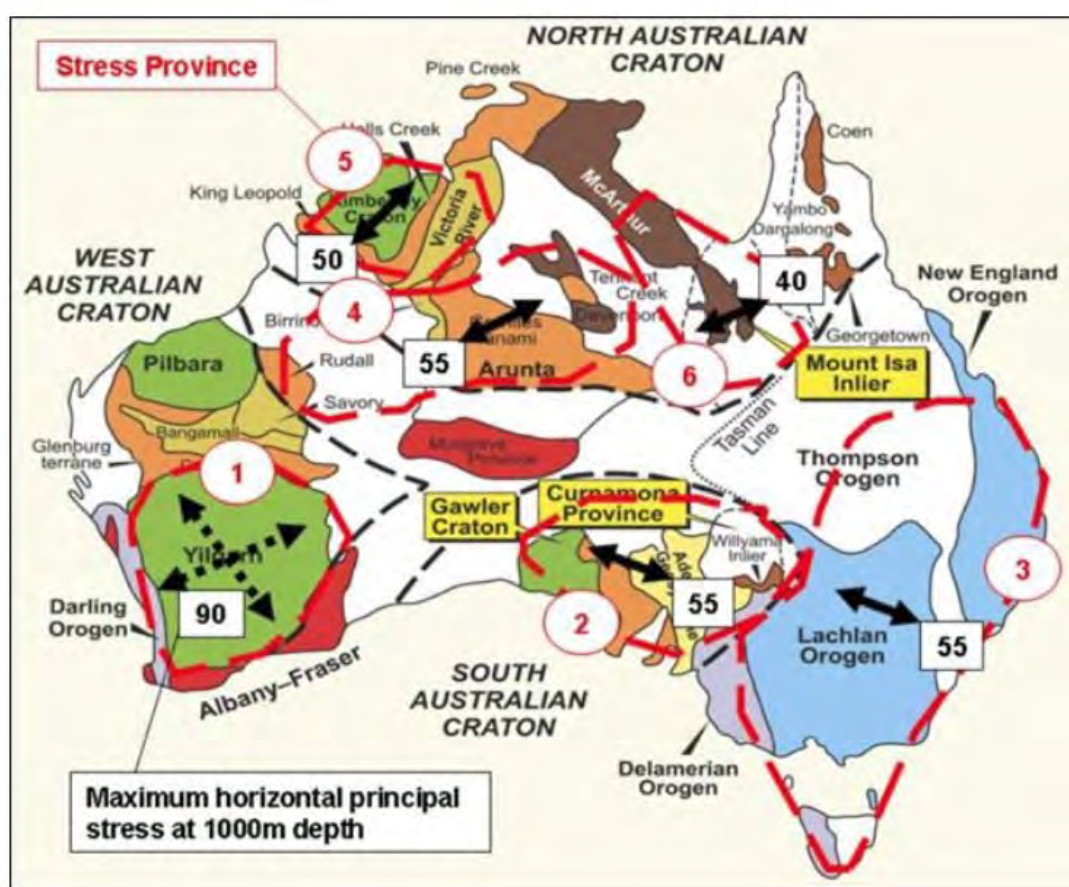 NORTH AUSTRALIAN
CRATON
Stress Province
Pine Creek
Halls Creek
Coen
5
King Leopold
Kimberley
Craton
McArthur
Victoria
River
Yambo
Dargalong
WEST
AUSTRALIAN
CRATON
50
40
New England
Orogen
4
Tennant
Creek
Davenport
Georgetown
Pilbara
Rudall
55
Arunta
6
Mount Isa
Inlier
Savory
Bangamall
Tasman
Line
Glenburg
terrane
Musgrave Province
Thompson
Orogen
1
Gawler
Craton
Curnamona
Province
Willyama
Inlier
Yilgarn
3
Darling
Orogen
90
2
55
Lachlan
Orogen
55
Albany–Fraser
SOUTH
AUSTRALIAN
CRATON
Delamerian
Orogen
Maximum horizontal principal
stress at 1000m depth